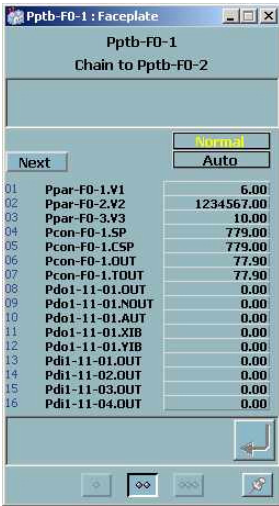 Pptb-F0-1 : Faceplate
Pptb-F0-1
Chain to Pptb-F0-2
Normal
Next Auto
01 Ppar-F0-1.V1 6.00
02 Ppar-F0-2.V2 1234567.00
03 Ppar-F0-3.V3 10.00
04 Pcon-F0-1.SP 779.00
05 Pcon-F0-1.CSP 779.00
06 Pcon-F0-1.OUT 77.90
07 Pcon-F0-1.TOUT 77.90
08 Pdo1-11-01.OUT 0.00
09 Pdo1-11-01.NOUT 0.00
10 Pdo1-11-01.AUT 0.00
11 Pdo1-11-01.XIB 0.00
12 Pdo1-11-01.YIB 0.00
13 Pdi1-11-01.OUT 0.00
14 Pdi1-11-02.OUT 0.00
15 Pdi1-11-03.OUT 0.00
16 Pdi1-11-04.OUT 0.00